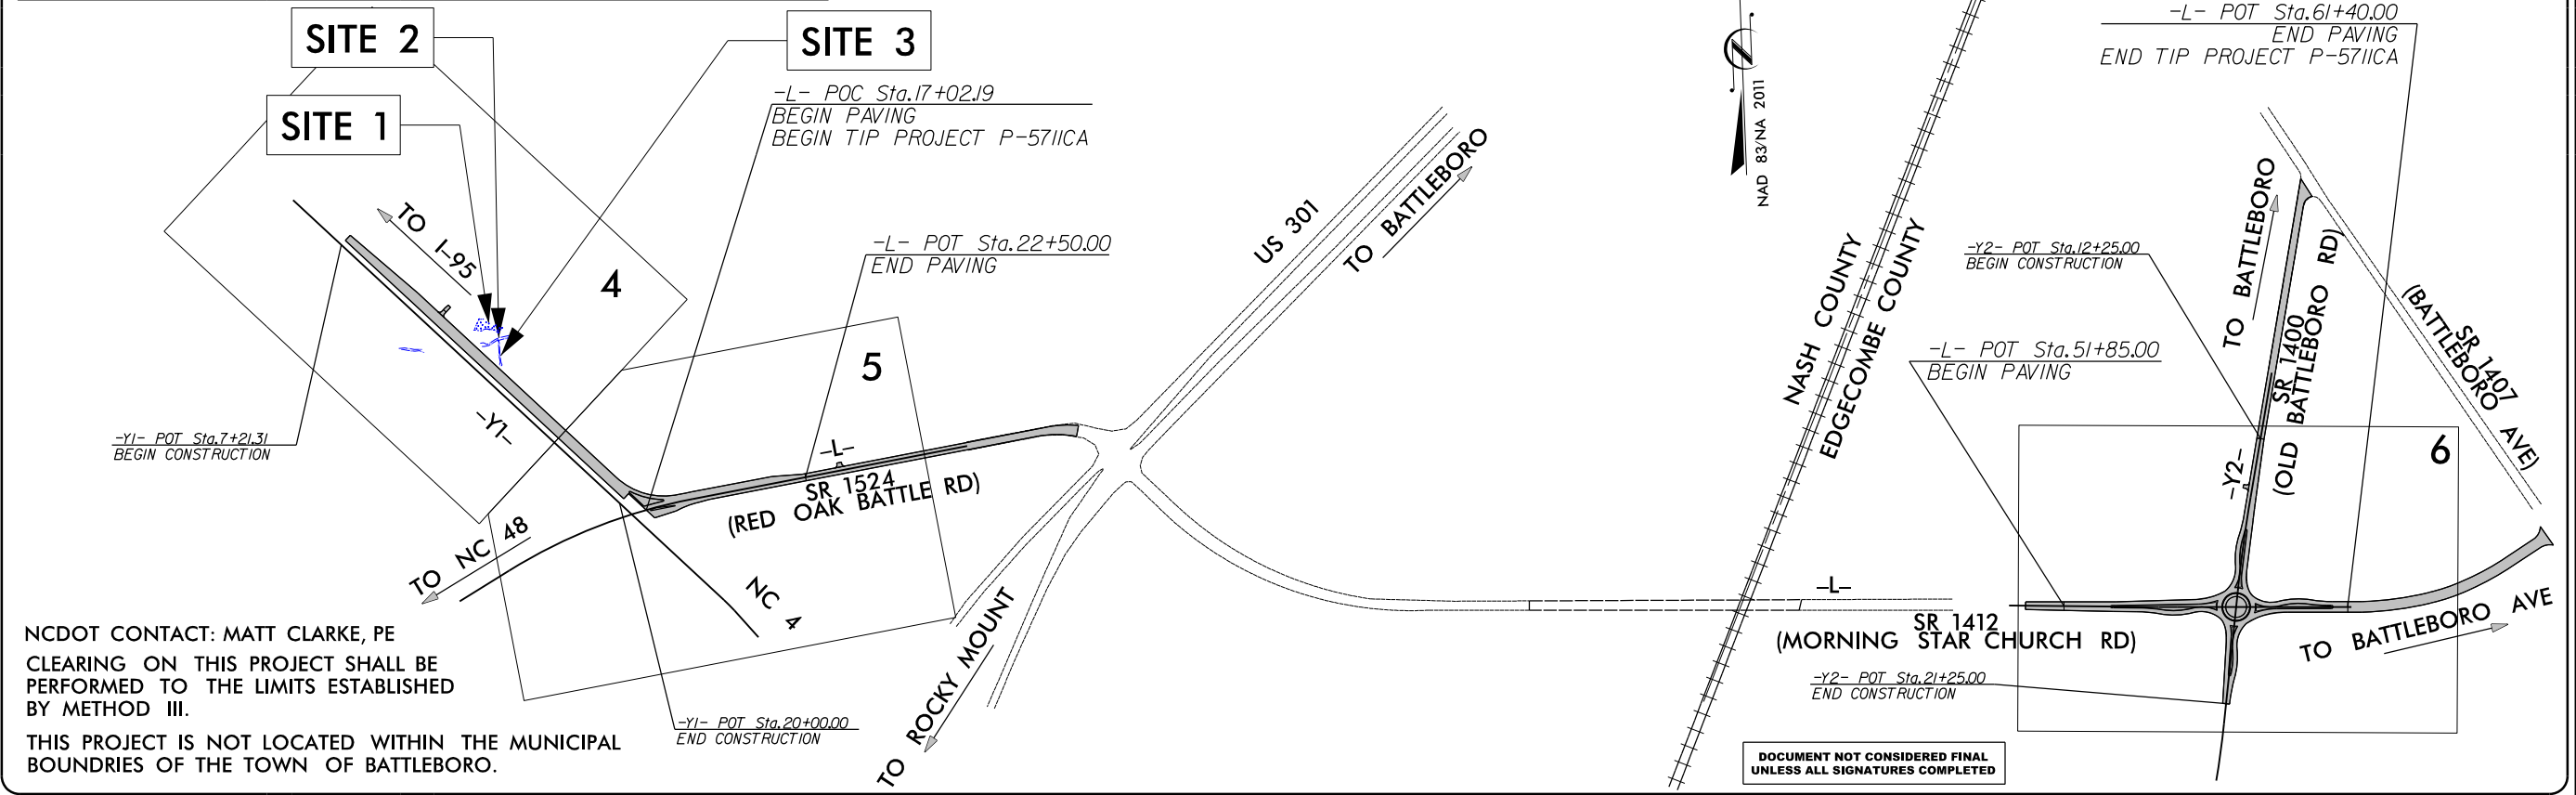 SITE 2
SITE 3
SITE 1
-L- POC Sta.17+02.19
BEGIN PAVING
BEGIN TIP PROJECT P-5711CA
-L- POT Sta.61+40.00
END PAVING
END TIP PROJECT P-5711CA
NAD 83/NA 2011
TO I-95
4
-L- POT Sta.22+50.00
END PAVING
US 301
TO BATTLEBORO
NASH COUNTY
EDGECOMBE COUNTY
-Y2- POT Sta.12+25.00
BEGIN CONSTRUCTION
TO BATTLEBORO
SR 1400
(OLD BATTLEBORO RD)
SR 1407
(BATTLEBORO AVE)
-L- POT Sta.51+85.00
BEGIN PAVING
5
-Y1-
-Y1- POT Sta.7+21.31
BEGIN CONSTRUCTION
-L-
SR 1524
(RED OAK BATTLE RD)
6
-Y2-
TO NC 48
NC 4
TO ROCKY MOUNT
-L-
SR 1412
(MORNING STAR CHURCH RD)
TO BATTLEBORO AVE
-Y2- POT Sta.21+25.00
END CONSTRUCTION
-Y1- POT Sta.20+00.00
END CONSTRUCTION
NCDOT CONTACT: MATT CLARKE, PE
CLEARING ON THIS PROJECT SHALL BE
PERFORMED TO THE LIMITS ESTABLISHED
BY METHOD III.
THIS PROJECT IS NOT LOCATED WITHIN THE MUNICIPAL
BOUNDRIES OF THE TOWN OF BATTLEBORO.
DOCUMENT NOT CONSIDERED FINAL
UNLESS ALL SIGNATURES COMPLETED